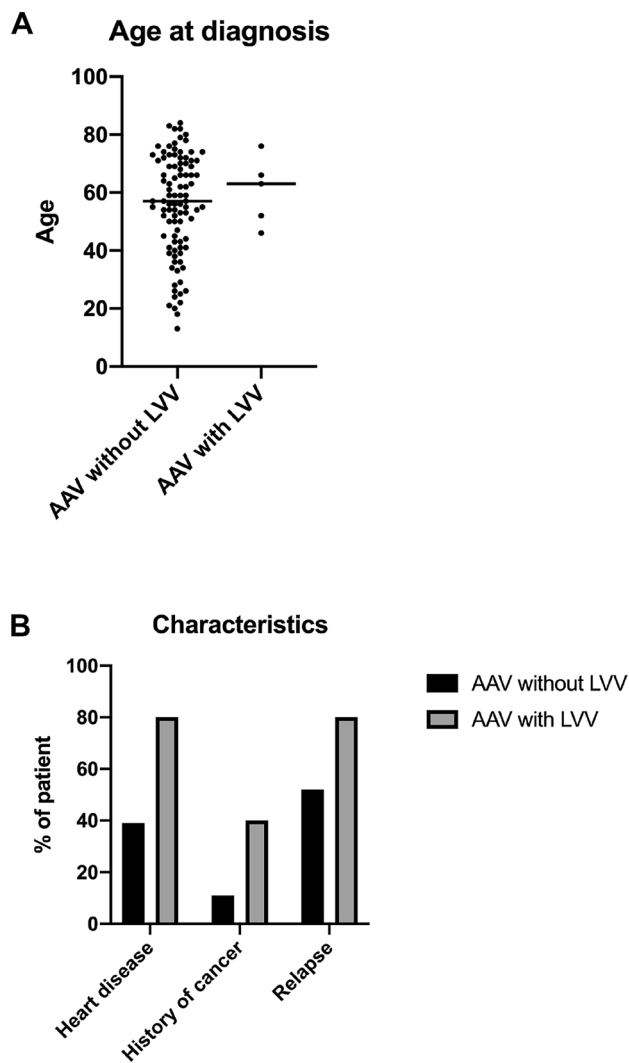 A
Age at diagnosis
100
80
60
40
20
0
Age
AAV without LVV
AAV with LVV
B
Characteristics
100
80
60
40
20
0
% of patient
Heart disease
History of cancer
Relapse
AAV without LVV
AAV with LVV